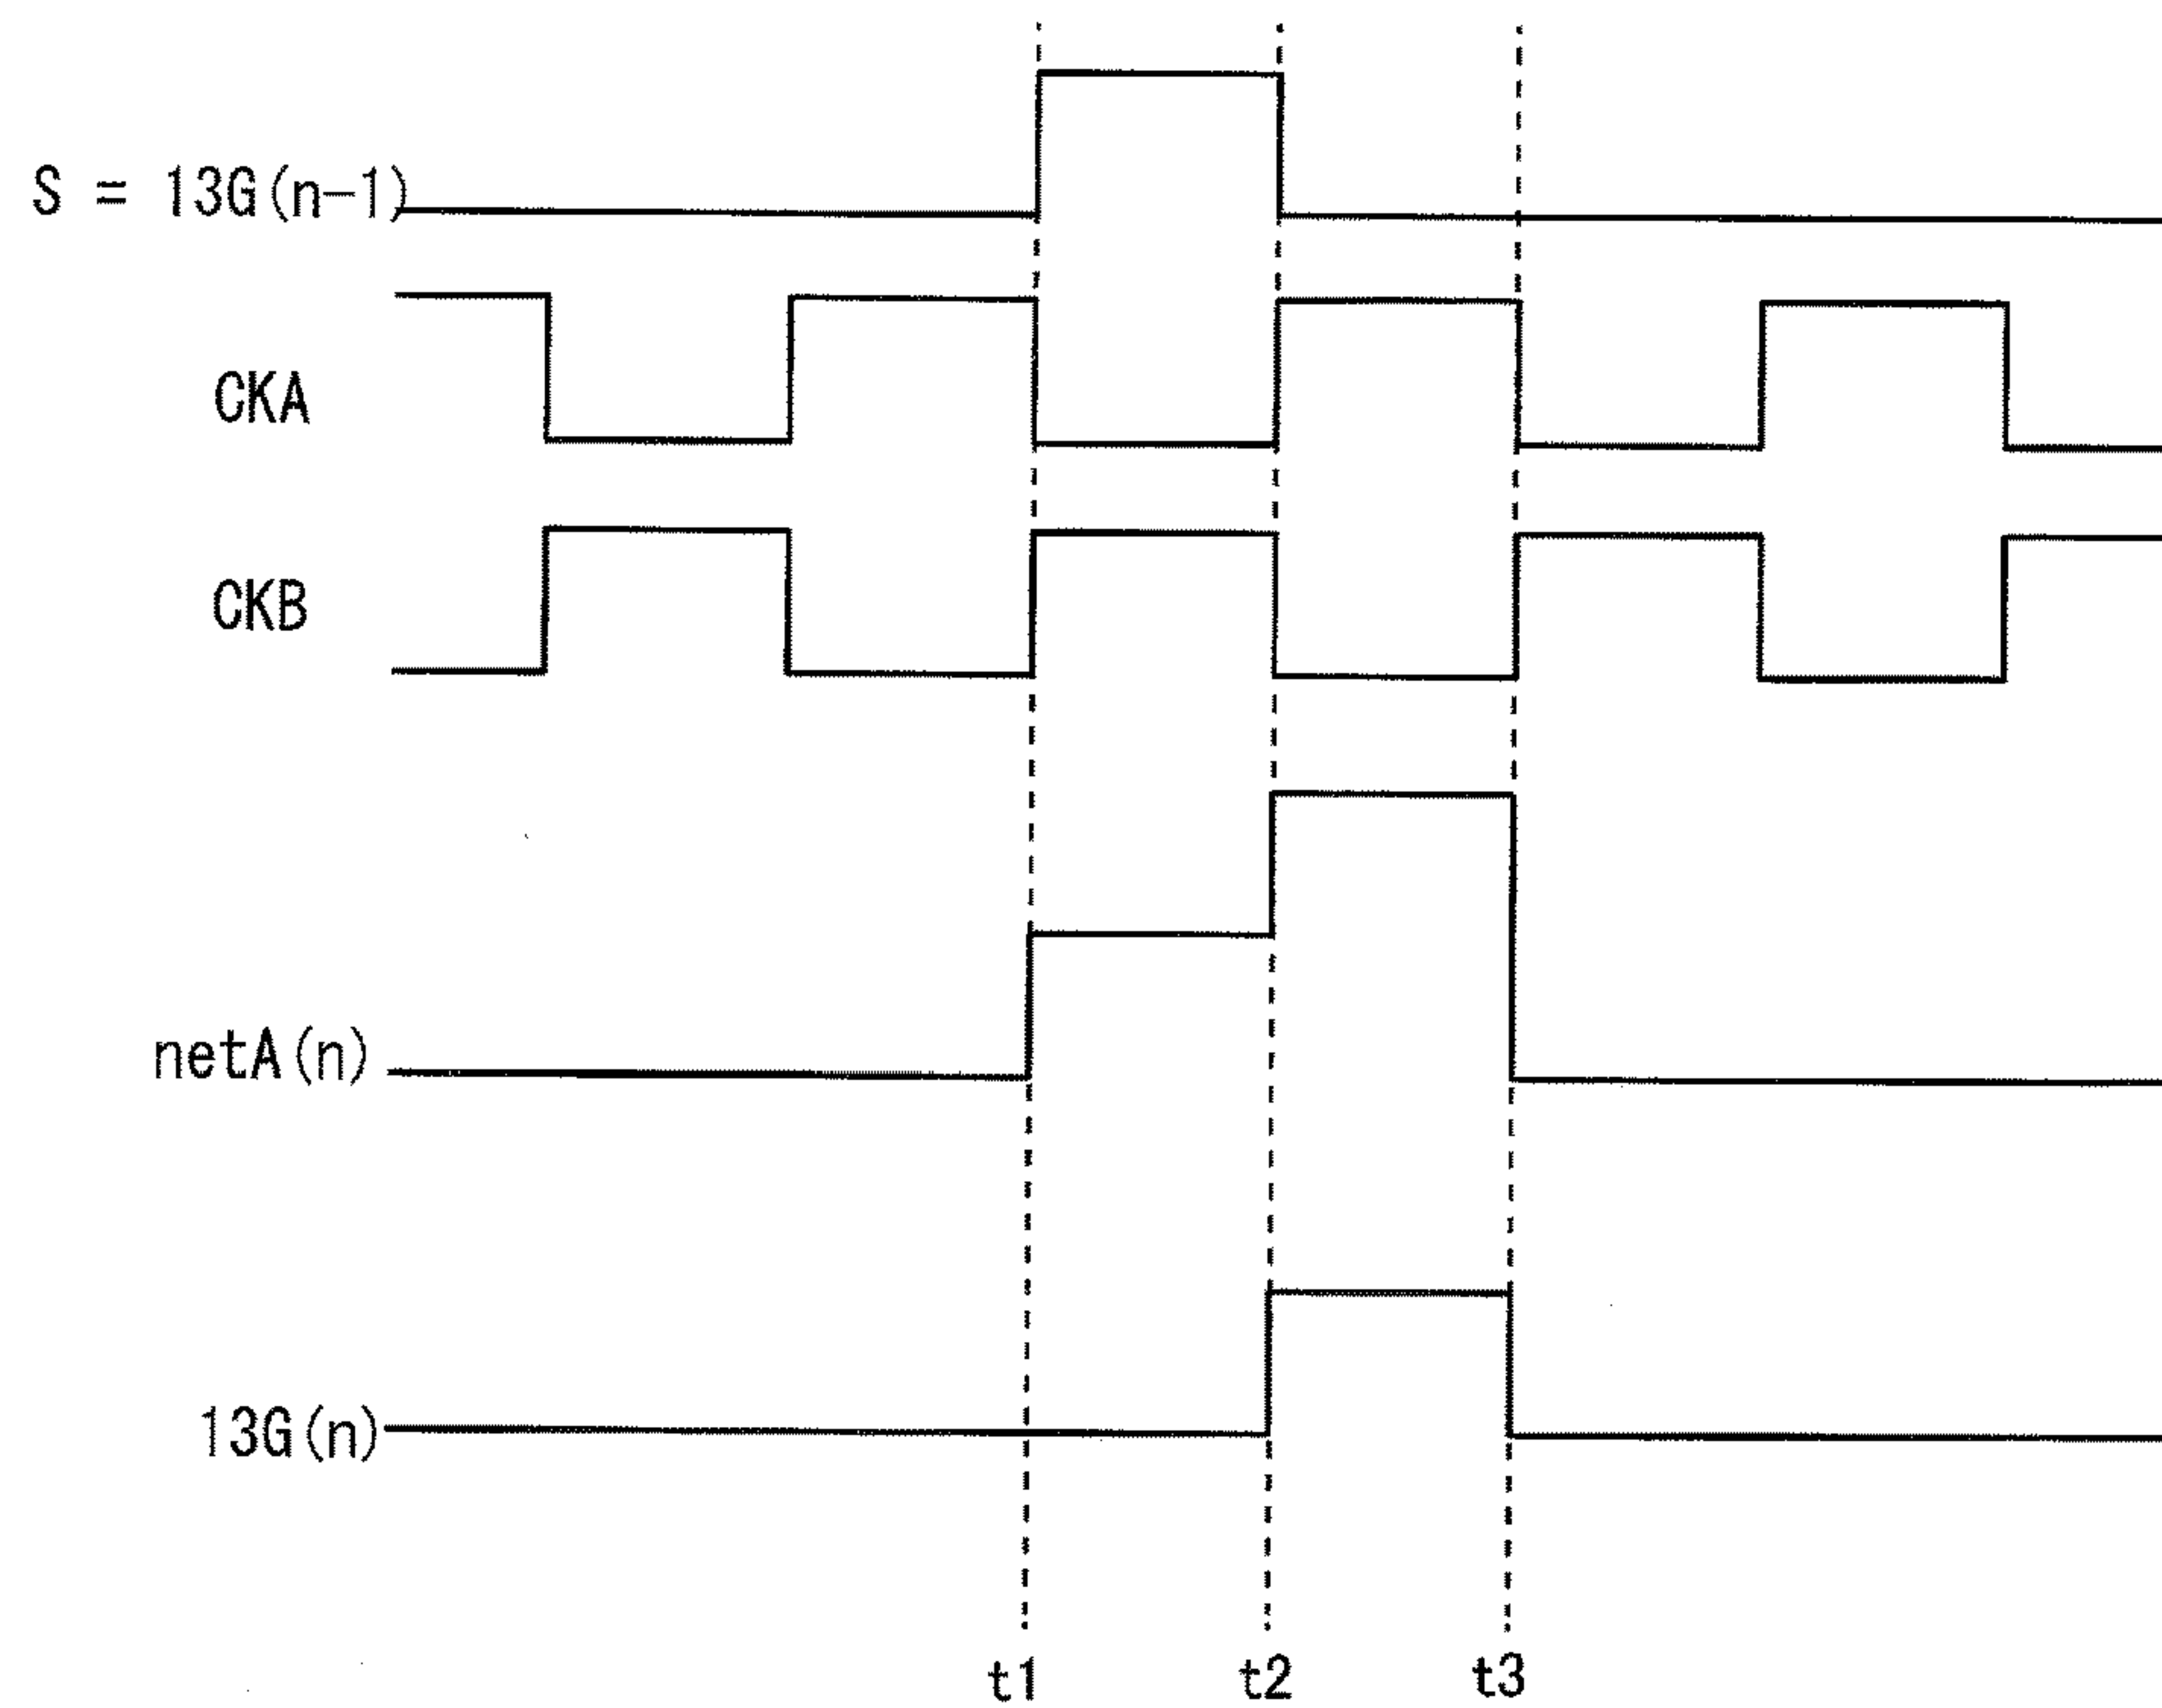 S = 13G(n-1)
CKA
CKB
netA(n)
13G(n)
t1 t2 t3